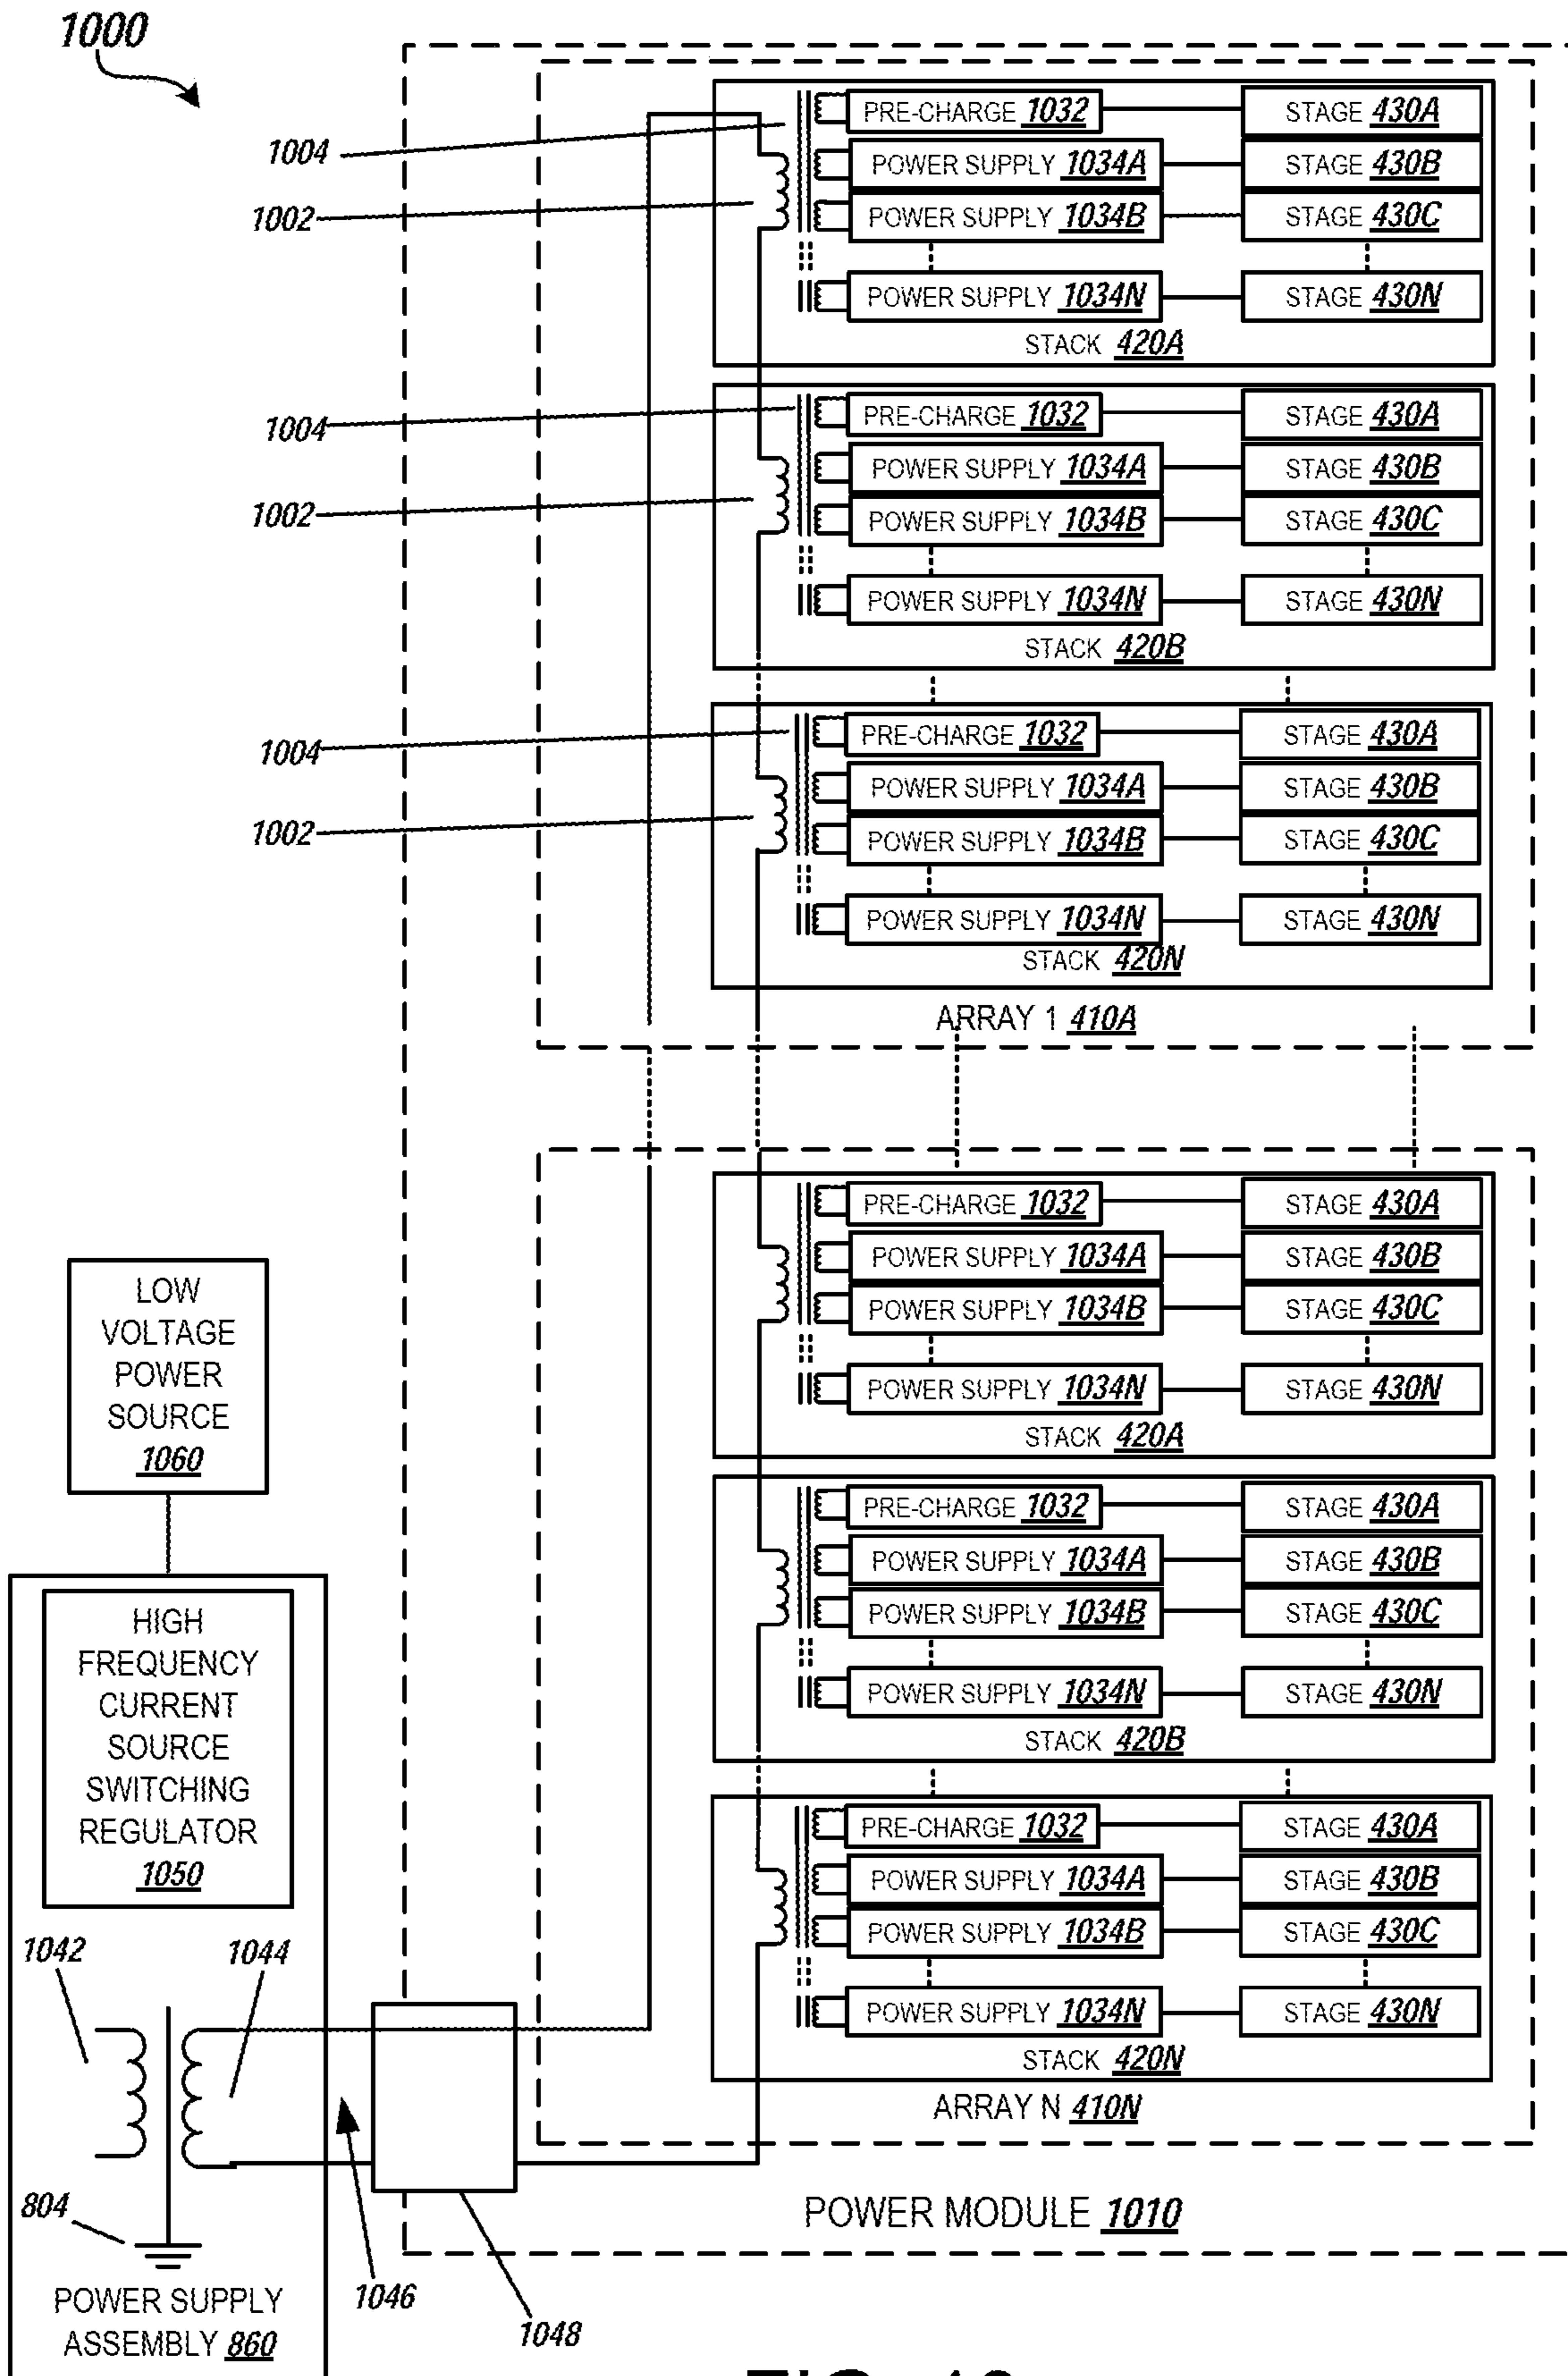 1000
1004
1002
PRE-CHARGE 1032 STAGE 430A
POWER SUPPLY 1034A STAGE 430B
POWER SUPPLY 1034B STAGE 430C
POWER SUPPLY 1034N STAGE 430N
STACK 420A
1004
1002
PRE-CHARGE 1032 STAGE 430A
POWER SUPPLY 1034A STAGE 430B
POWER SUPPLY 1034B STAGE 430C
POWER SUPPLY 1034N STAGE 430N
STACK 420B
1004
1002
PRE-CHARGE 1032 STAGE 430A
POWER SUPPLY 1034A STAGE 430B
POWER SUPPLY 1034B STAGE 430C
POWER SUPPLY 1034N STAGE 430N
STACK 420N
ARRAY 1 410A
PRE-CHARGE 1032 STAGE 430A
POWER SUPPLY 1034A STAGE 430B
POWER SUPPLY 1034B STAGE 430C
POWER SUPPLY 1034N STAGE 430N
STACK 420A
PRE-CHARGE 1032 STAGE 430A
POWER SUPPLY 1034A STAGE 430B
POWER SUPPLY 1034B STAGE 430C
POWER SUPPLY 1034N STAGE 430N
STACK 420B
PRE-CHARGE 1032 STAGE 430A
POWER SUPPLY 1034A STAGE 430B
POWER SUPPLY 1034B STAGE 430C
POWER SUPPLY 1034N STAGE 430N
STACK 420N
ARRAY N 410N
POWER MODULE 1010
LOW
VOLTAGE
POWER
SOURCE
1060
HIGH
FREQUENCY
CURRENT
SOURCE
SWITCHING
REGULATOR
1050
1042
1044
804
1046
1048
POWER SUPPLY
ASSEMBLY 860